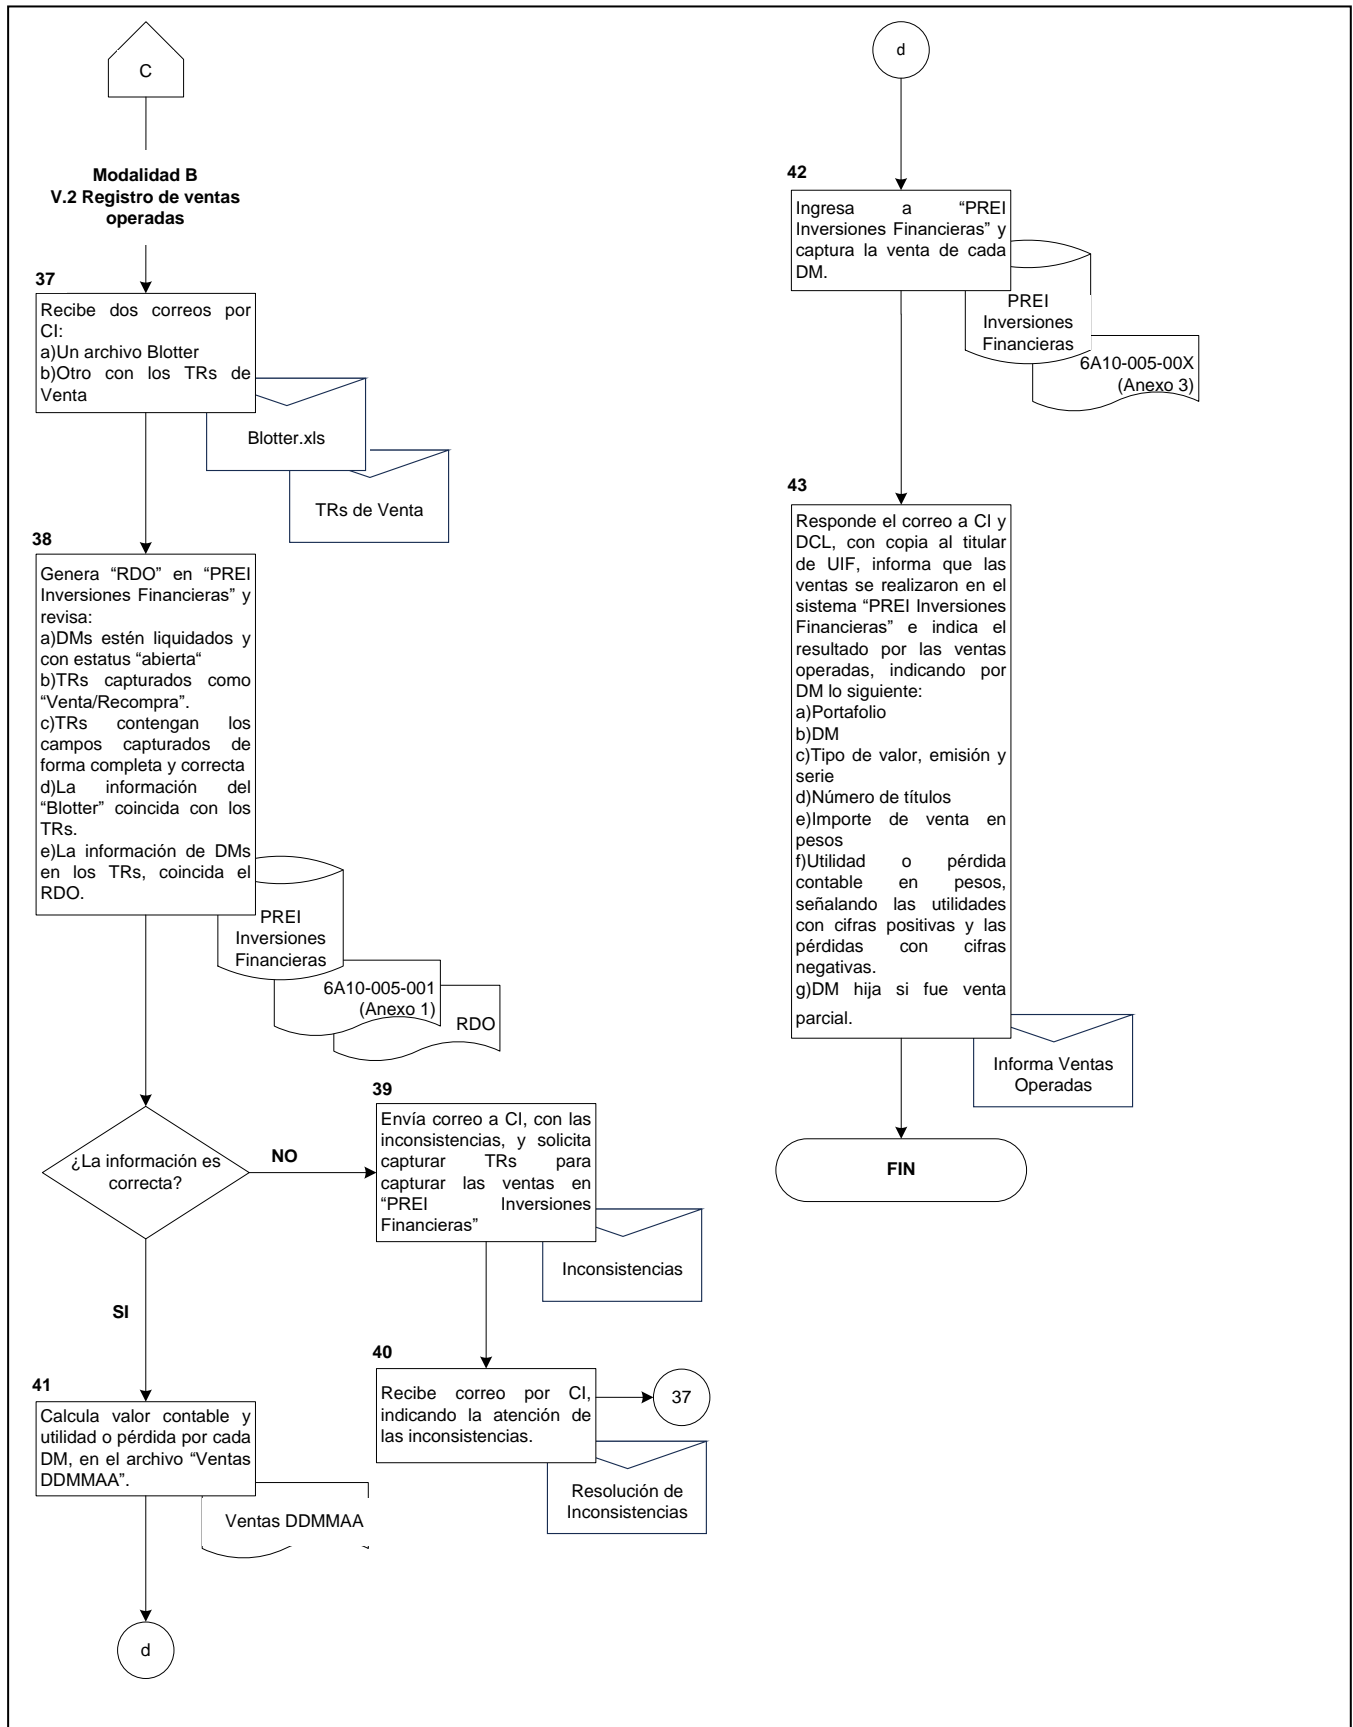 C
Modalidad B
V.2 Registro de ventas
operadas
37
Recibe dos correos por
CI:
a)Un archivo Blotter
b)Otro con los TRs de
Venta
Blotter.xls
TRs de Venta
38
Genera “RDO” en “PREI
Inversiones Financieras” y
revisa:
a)DMs estén liquidados y
con estatus “abierta“
b)TRs capturados como
“Venta/Recompra”.
c)TRs contengan los
campos capturados de
forma completa y correcta
d)La información del
“Blotter” coincida con los
TRs.
e)La información de DMs
en los TRs, coincida el
RDO.
PREI
Inversiones
Financieras
6A10-005-001
(Anexo 1)
RDO
¿La información es
correcta?
NO
SI
39
Envía correo a CI, con las
inconsistencias, y solicita
capturar TRs para
capturar las ventas en
“PREI Inversiones
Financieras”
Inconsistencias
40
Recibe correo por CI,
indicando la atención de
las inconsistencias.
37
Resolución de
Inconsistencias
41
Calcula valor contable y
utilidad o pérdida por cada
DM, en el archivo “Ventas
DDMMAA”.
Ventas DDMMAA
d
d
42
Ingresa a “PREI
Inversiones Financieras” y
captura la venta de cada
DM.
PREI
Inversiones
Financieras
6A10-005-00X
(Anexo 3)
43
Responde el correo a CI y
DCL, con copia al titular
de UIF, informa que las
ventas se realizaron en el
sistema “PREI Inversiones
Financieras” e indica el
resultado por las ventas
operadas, indicando por
DM lo siguiente:
a)Portafolio
b)DM
c)Tipo de valor, emisión y
serie
d)Número de títulos
e)Importe de venta en
pesos
f)Utilidad o pérdida
contable en pesos,
señalando las utilidades
con cifras positivas y las
pérdidas con cifras
negativas.
g)DM hija si fue venta
parcial.
Informa Ventas
Operadas
FIN